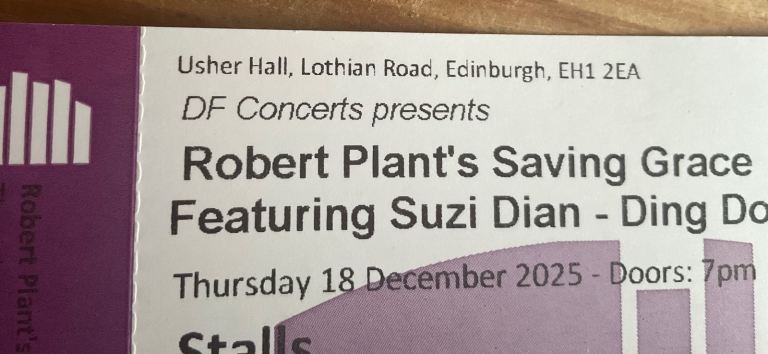 Usher Hall, Lothian Road, Edinburgh, EH1 2EA
DF Concerts presents
Robert Plant's Saving Grace
Featuring Suzi Dian - Ding Do
Thursday 18 December 2025 - Doors: 7pm
Stalls
Robert Plant's